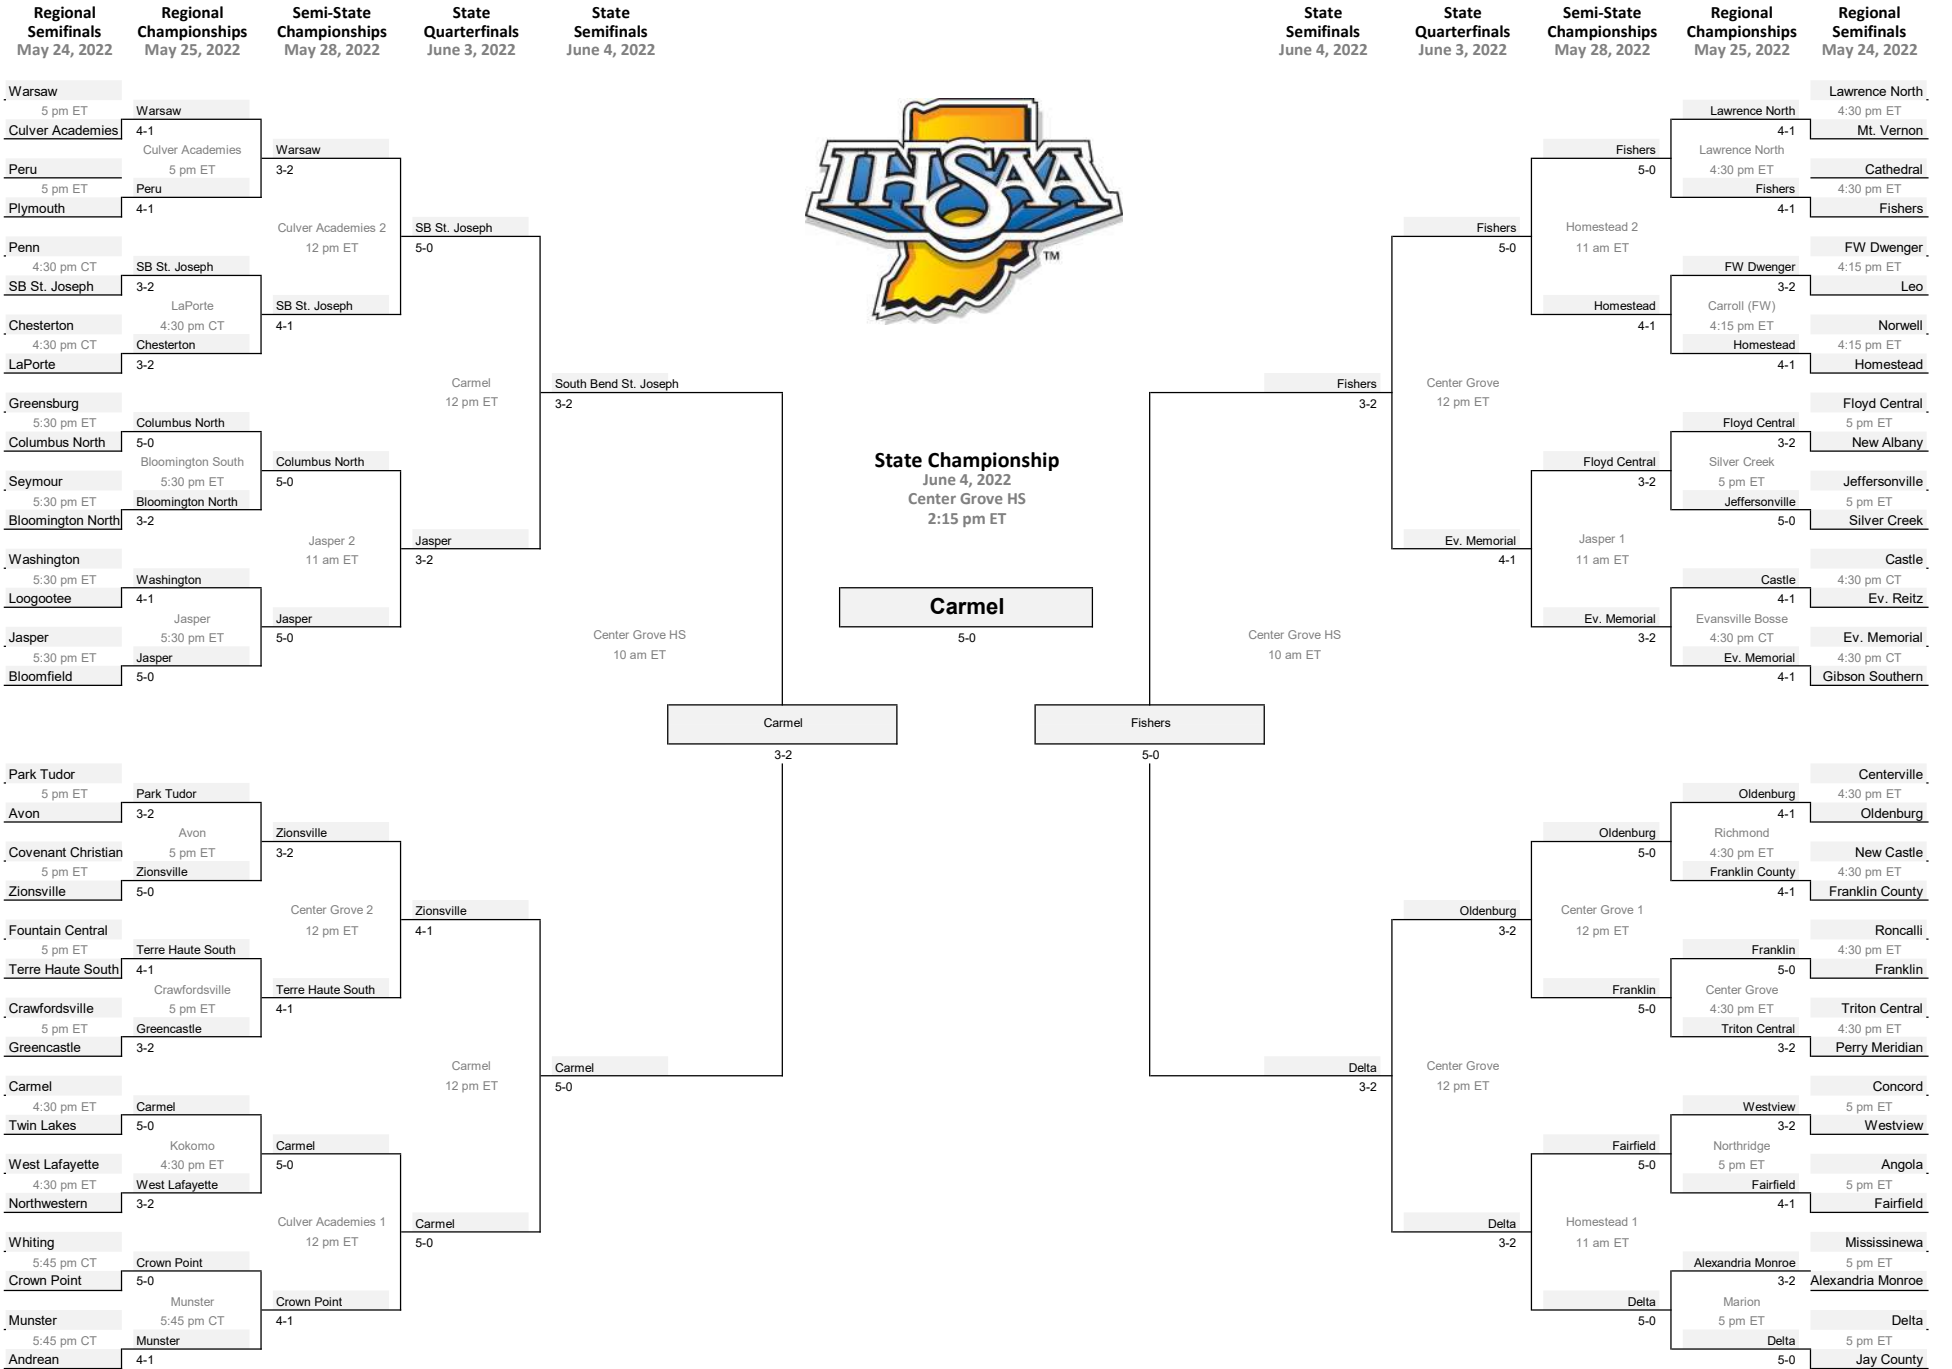 Regional Semifinals
May 24, 2022
Regional Championships
May 25, 2022
Semi-State Championships
May 28, 2022
State Quarterfinals
June 3, 2022
State Semifinals
June 4, 2022
State Semifinals
June 4, 2022
State Quarterfinals
June 3, 2022
Semi-State Championships
May 28, 2022
Regional Championships
May 25, 2022
Regional Semifinals
May 24, 2022
Warsaw
5 pm ET
Culver Academies
Peru
5 pm ET
Plymouth
Penn
4:30 pm CT
SB St. Joseph
Chesterton
4:30 pm CT
LaPorte
Greensburg
5:30 pm ET
Columbus North
Seymour
5:30 pm ET
Bloomington North
Washington
5:30 pm ET
Loogootee
Jasper
5:30 pm ET
Bloomfield
Park Tudor
5 pm ET
Avon
Covenant Christian
5 pm ET
Zionsville
Fountain Central
5 pm ET
Terre Haute South
Crawfordsville
5 pm ET
Greencastle
Carmel
4:30 pm ET
Twin Lakes
West Lafayette
4:30 pm ET
Northwestern
Whiting
5:45 pm CT
Crown Point
Munster
5:45 pm CT
Andrean
Warsaw
4-1
Culver Academies
5 pm ET
Peru
4-1
SB St. Joseph
3-2
LaPorte
4:30 pm CT
Chesterton
3-2
Columbus North
5-0
Bloomington South
5:30 pm ET
Bloomington North
3-2
Washington
4-1
Jasper
5:30 pm ET
Jasper
5-0
Park Tudor
3-2
Avon
5 pm ET
Zionsville
5-0
Terre Haute South
4-1
Crawfordsville
5 pm ET
Greencastle
3-2
Carmel
5-0
Kokomo
4:30 pm ET
West Lafayette
3-2
Crown Point
5-0
Munster
5:45 pm CT
Munster
4-1
Warsaw
3-2
Culver Academies 2
12 pm ET
SB St. Joseph
4-1
Columbus North
5-0
Jasper 2
11 am ET
Jasper
5-0
Zionsville
3-2
Center Grove 2
12 pm ET
Terre Haute South
4-1
Carmel
5-0
Culver Academies 1
12 pm ET
Crown Point
4-1
SB St. Joseph
5-0
Carmel
12 pm ET
Jasper
3-2
Zionsville
4-1
Carmel
12 pm ET
Carmel
5-0
South Bend St. Joseph
3-2
Center Grove HS
10 am ET
Carmel
5-0
Carmel
3-2
IHSAA
TM
State Championship
June 4, 2022
Center Grove HS
2:15 pm ET
Carmel
5-0
Fishers
5-0
Fishers
3-2
Center Grove HS
10 am ET
Delta
3-2
Fishers
5-0
Center Grove
12 pm ET
Ev. Memorial
4-1
Oldenburg
3-2
Center Grove
12 pm ET
Delta
3-2
Fishers
5-0
Homestead 2
11 am ET
Homestead
4-1
Floyd Central
3-2
Jasper 1
11 am ET
Ev. Memorial
3-2
Oldenburg
5-0
Center Grove 1
12 pm ET
Franklin
5-0
Fairfield
5-0
Homestead 1
11 am ET
Delta
5-0
Lawrence North
4-1
Lawrence North
4:30 pm ET
Fishers
4-1
FW Dwenger
3-2
Carroll (FW)
4:15 pm ET
Homestead
4-1
Floyd Central
3-2
Silver Creek
5 pm ET
Jeffersonville
5-0
Castle
4-1
Evansville Bosse
4:30 pm CT
Ev. Memorial
4-1
Oldenburg
4-1
Richmond
4:30 pm ET
Franklin County
4-1
Franklin
5-0
Center Grove
4:30 pm ET
Triton Central
3-2
Westview
3-2
Northridge
5 pm ET
Fairfield
4-1
Alexandria Monroe
3-2
Marion
5 pm ET
Delta
5-0
Lawrence North
4:30 pm ET
Mt. Vernon
Cathedral
4:30 pm ET
Fishers
FW Dwenger
4:15 pm ET
Leo
Norwell
4:15 pm ET
Homestead
Floyd Central
5 pm ET
New Albany
Jeffersonville
5 pm ET
Silver Creek
Castle
4:30 pm CT
Ev. Reitz
Ev. Memorial
4:30 pm CT
Gibson Southern
Centerville
4:30 pm ET
Oldenburg
New Castle
4:30 pm ET
Franklin County
Roncalli
4:30 pm ET
Franklin
Triton Central
4:30 pm ET
Perry Meridian
Concord
5 pm ET
Westview
Angola
5 pm ET
Fairfield
Mississinewa
5 pm ET
Alexandria Monroe
Delta
5 pm ET
Jay County